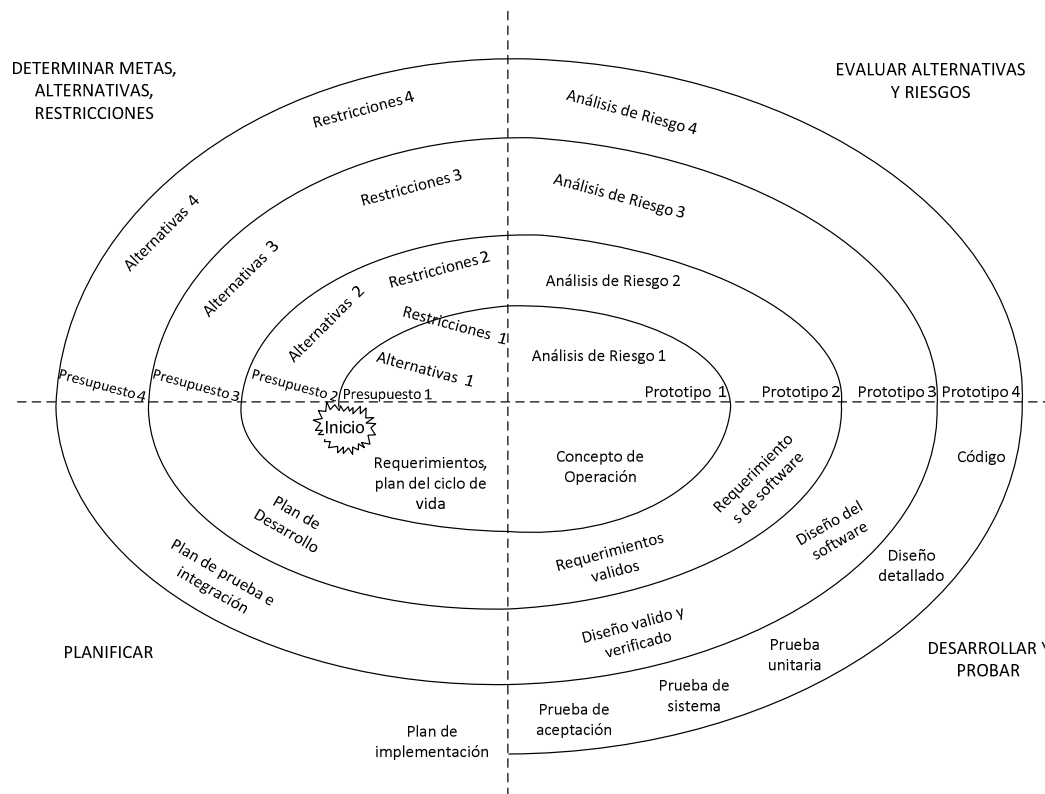 DETERMINAR METAS,
ALTERNATIVAS,
RESTRICCIONES
EVALUAR ALTERNATIVAS
Y RIESGOS
Restricciones 4
Análisis de Riesgo 4
Alternativas 4
Restricciones 3
Análisis de Riesgo 3
Alternativas 3
Restricciones 2
Análisis de Riesgo 2
Alternativas 2
Restricciones 1
Análisis de Riesgo 1
Alternativas 1
Presupuesto 4
Presupuesto 3
Presupuesto 2
Presupuesto 1
Prototipo 1
Prototipo 2
Prototipo 3
Prototipo 4
Inicio
Requerimientos,
plan del ciclo de
vida
Concepto de
Operación
Requerimiento
s de software
Código
Plan de
Desarrollo
Diseño del
software
Plan de prueba e
integración
Requerimientos
validos
Diseño
detallado
Diseño valido y
verificado
PLANIFICAR
Prueba
unitaria
DESARROLLAR Y
PROBAR
Prueba de
sistema
Prueba de
aceptación
Plan de
implementación